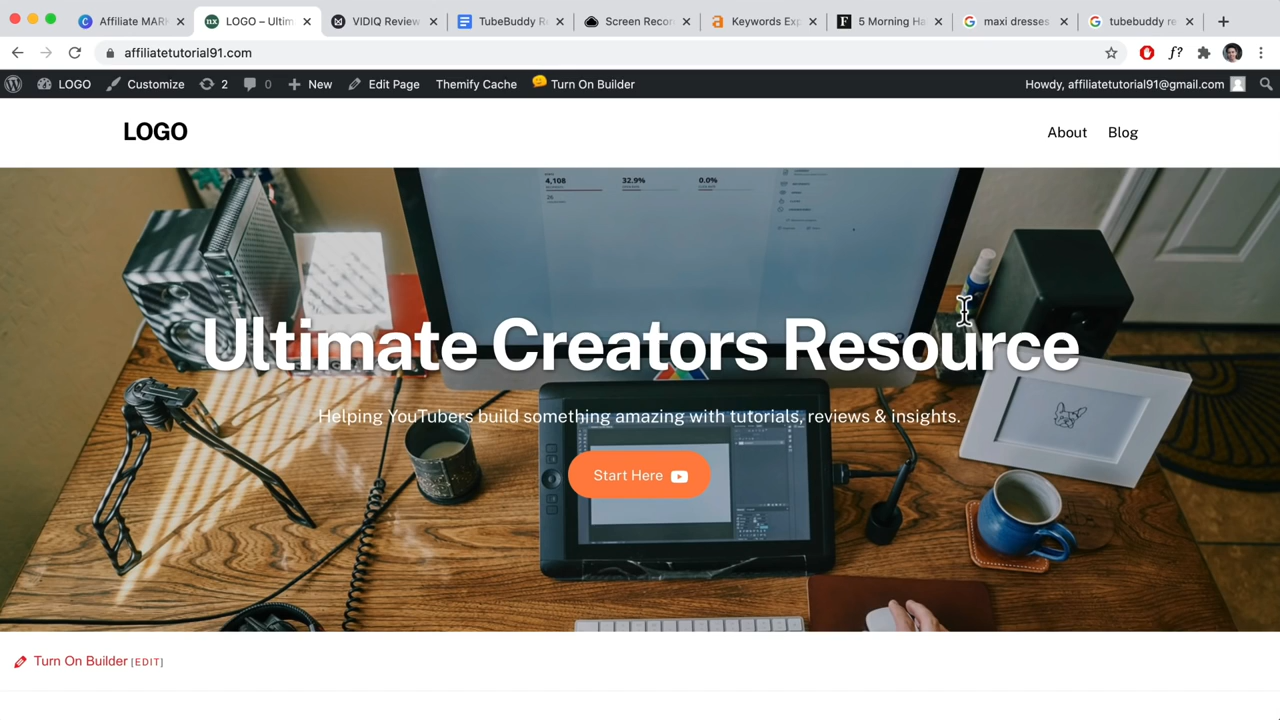 Affiliate MAR
LOGO – Ultim
VIDIQ Review
TubeBuddy R
Screen Recor
Keywords Exp
5 Morning Ha
maxi dresses
tubebuddy re
affiliatetutorial91.com
LOGO
Customize
2
0
New
Edit Page
Themify Cache
Turn On Builder
Howdy, affiliatetutorial91@gmail.com
LOGO
About
Blog
4,108
32.9%
0.0%
26
Ultimate Creators Resource
Helping YouTubers build something amazing with tutorials, reviews & insights.
Start Here
Turn On Builder [EDIT]